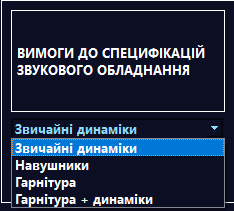 ВИМОГИ ДО СПЕЦИФІКАЦІЙ
ЗВУКОВОГО ОБЛАДНАННЯ
Звичайні динаміки
Звичайні динаміки
Навушники
Гарнітура
Гарнітура + динаміки